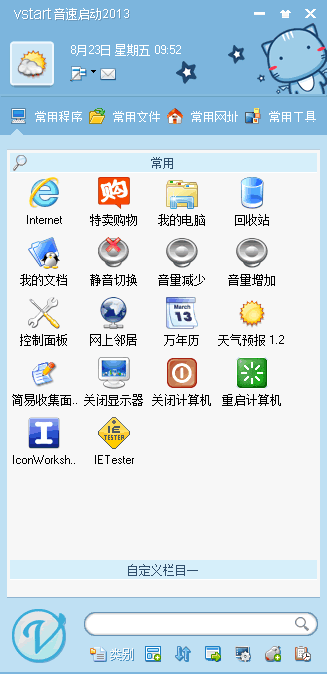 vstart音速启动2013
8月23日 星期五 09:52
常用程序 常用文件 常用网址 常用工具
常用
Internet 特卖购物 我的电脑 回收站
购
我的文档 静音切换 音量减少 音量增加
March
13
控制面板 网上邻居 万年历 天气预报 1.2
简易收集面.. 关闭显示器 关闭计算机 重启计算机
I IE
TESTER
IconWorksh.. IETester
自定义栏目一
V 类别